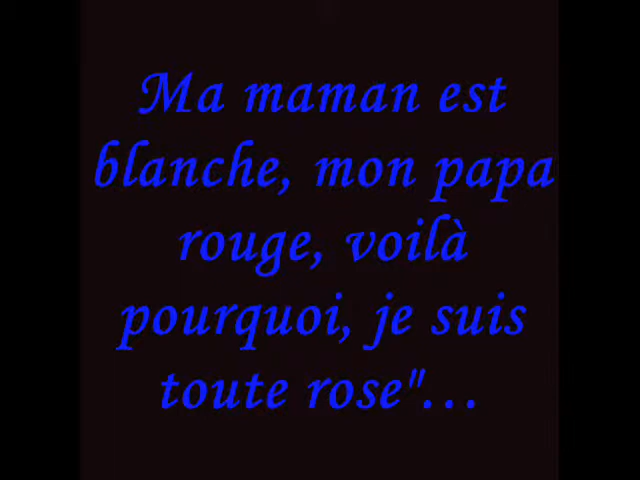 Ma maman est
blanche, mon papa
rouge, voilà
pourquoi, je suis
toute rose"...